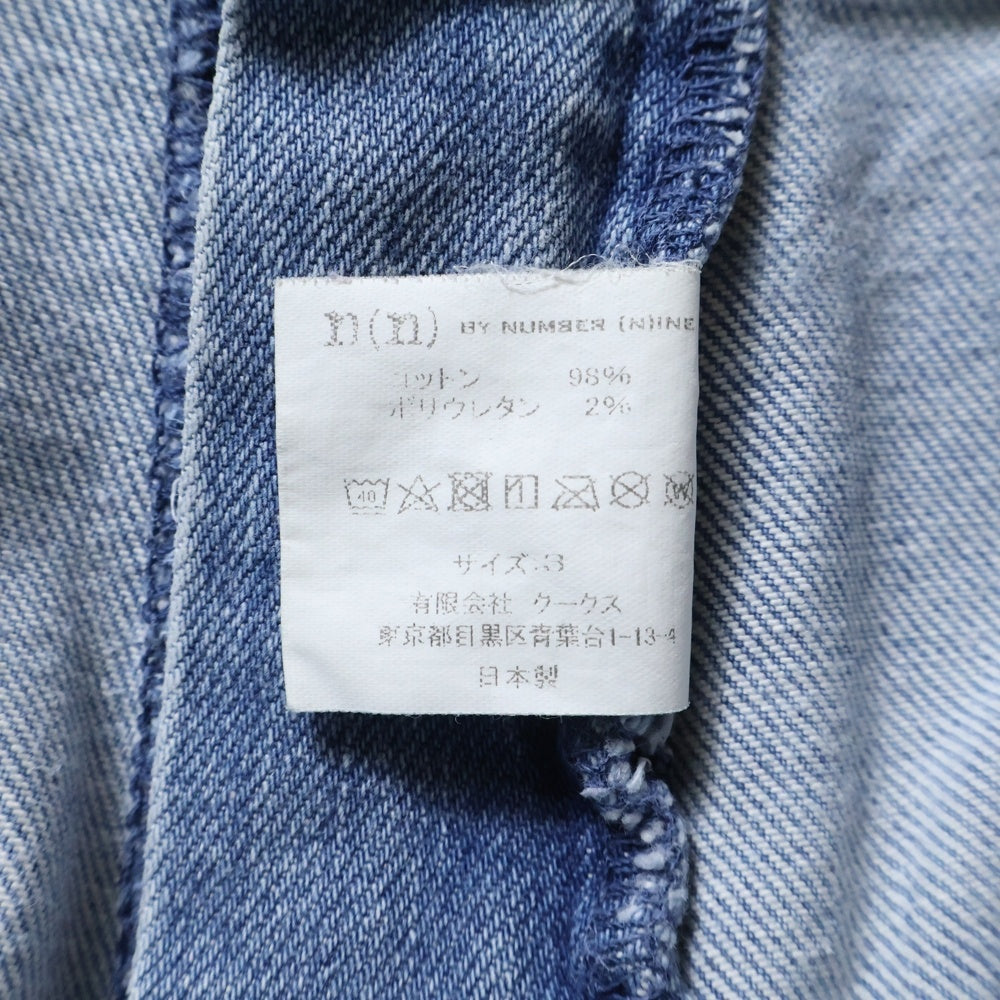 n(n) BY NUMBER (N)INE
コットン 98%
ポリウレタン 2%
40
W
サイズ:3
有限会社 クークス
東京都目黒区青葉台1-13-4
日本製